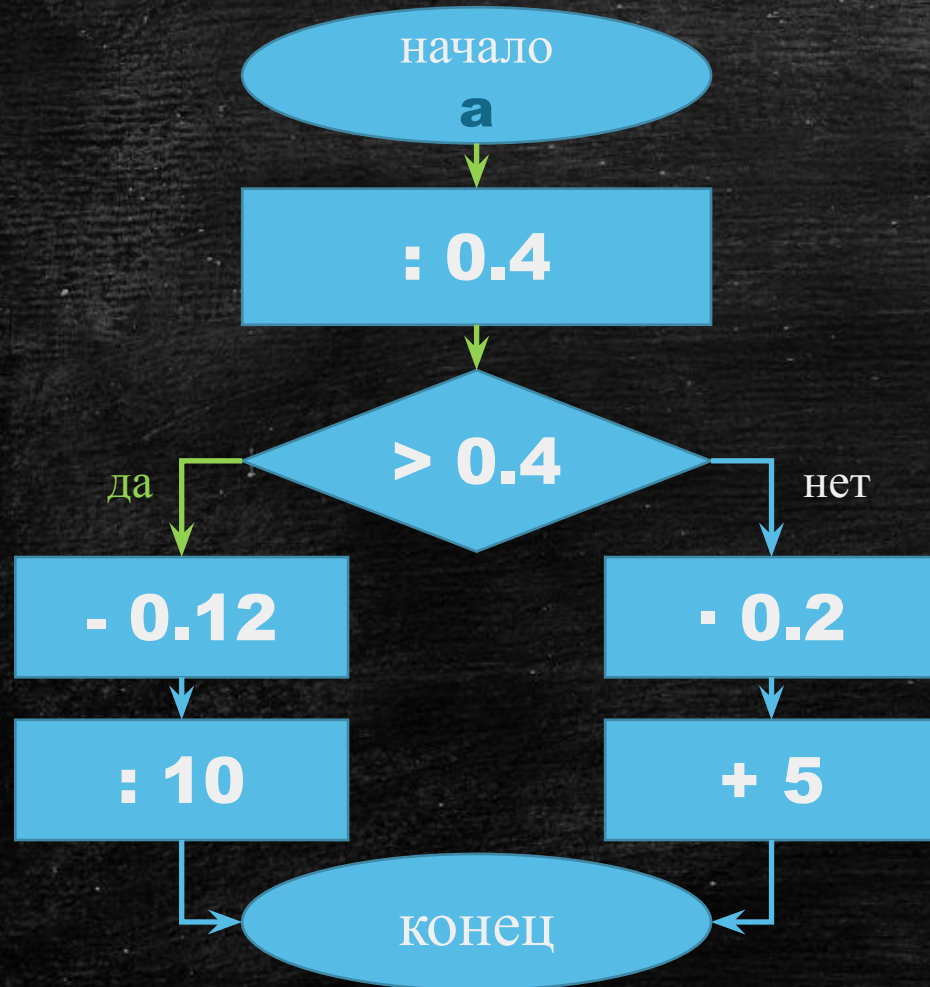 начало
a
: 0.4
> 0.4
да
нет
- 0.12
· 0.2
: 10
+ 5
конец